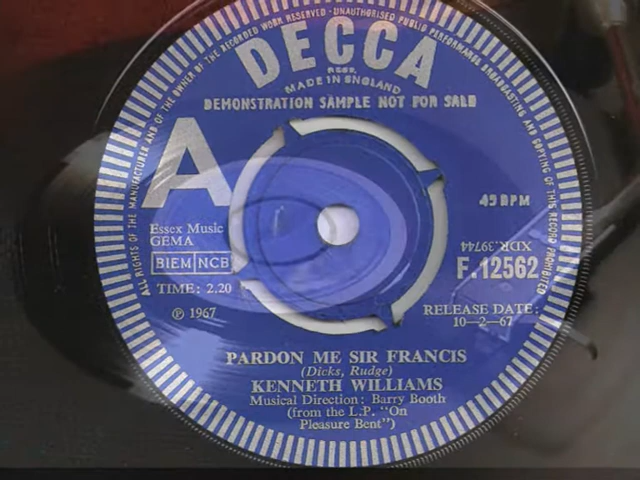 ALL RIGHTS OF THE MANUFACTURER AND OF THE OWNER OF THE RECORDED WORK RESERVED - UNAUTHORISED PUBLIC PERFORMANCE BROADCASTING AND COPYING OF THIS RECORD PROHIBITED
DECCA
REGD.
MADE IN ENGLAND
DEMONSTRATION SAMPLE NOT FOR SALE
A
45 RPM
Essex Music
GEMA
BIEM NCB
XDR.39744
F.12562
TIME: 2.20
RELEASE DATE:
10—2—67
℗ 1967
PARDON ME SIR FRANCIS
(Dicks, Rudge)
KENNETH WILLIAMS
Musical Direction: Barry Booth
(from the L.P. "On
Pleasure Bent")